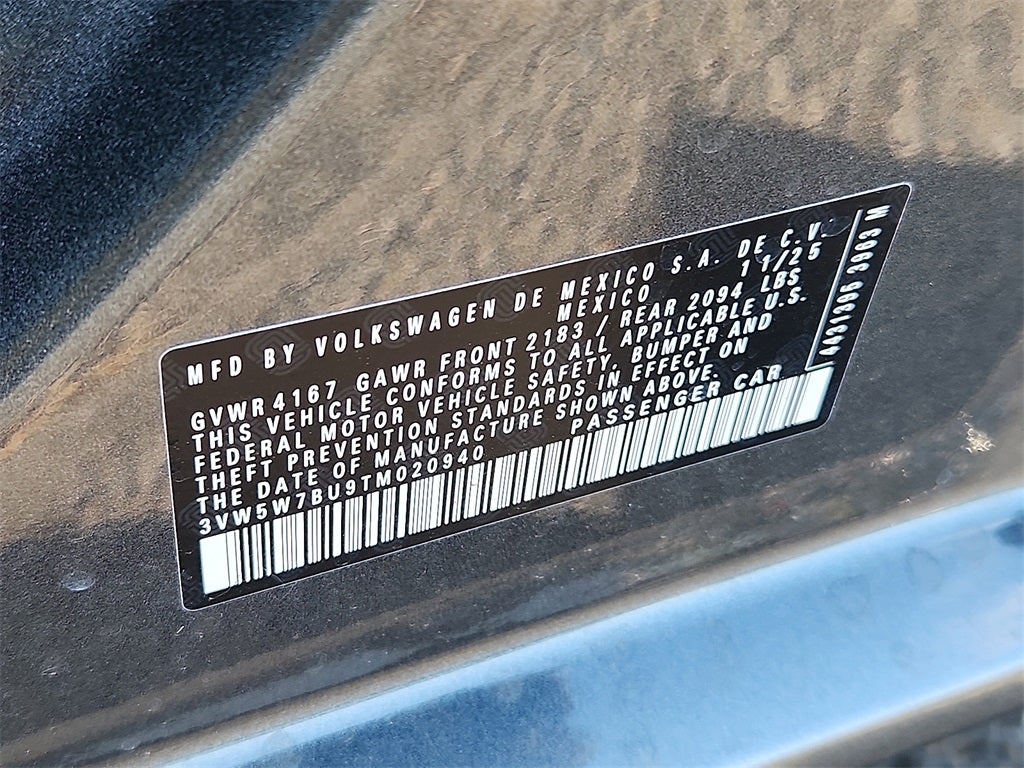 MFD BY VOLKSWAGEN DE MEXICO S.A. DE C.V.
MEXICO 11/25
GVWR 4167 GAWR FRONT 2183 / REAR 2094 LBS
THIS VEHICLE CONFORMS TO ALL APPLICABLE U.S.
FEDERAL MOTOR VEHICLE SAFETY, BUMPER AND
THEFT PREVENTION STANDARDS IN EFFECT ON
THE DATE OF MANUFACTURE SHOWN ABOVE.
3VW5W7BU9TM020940 PASSENGER CAR
4431996 3983 M